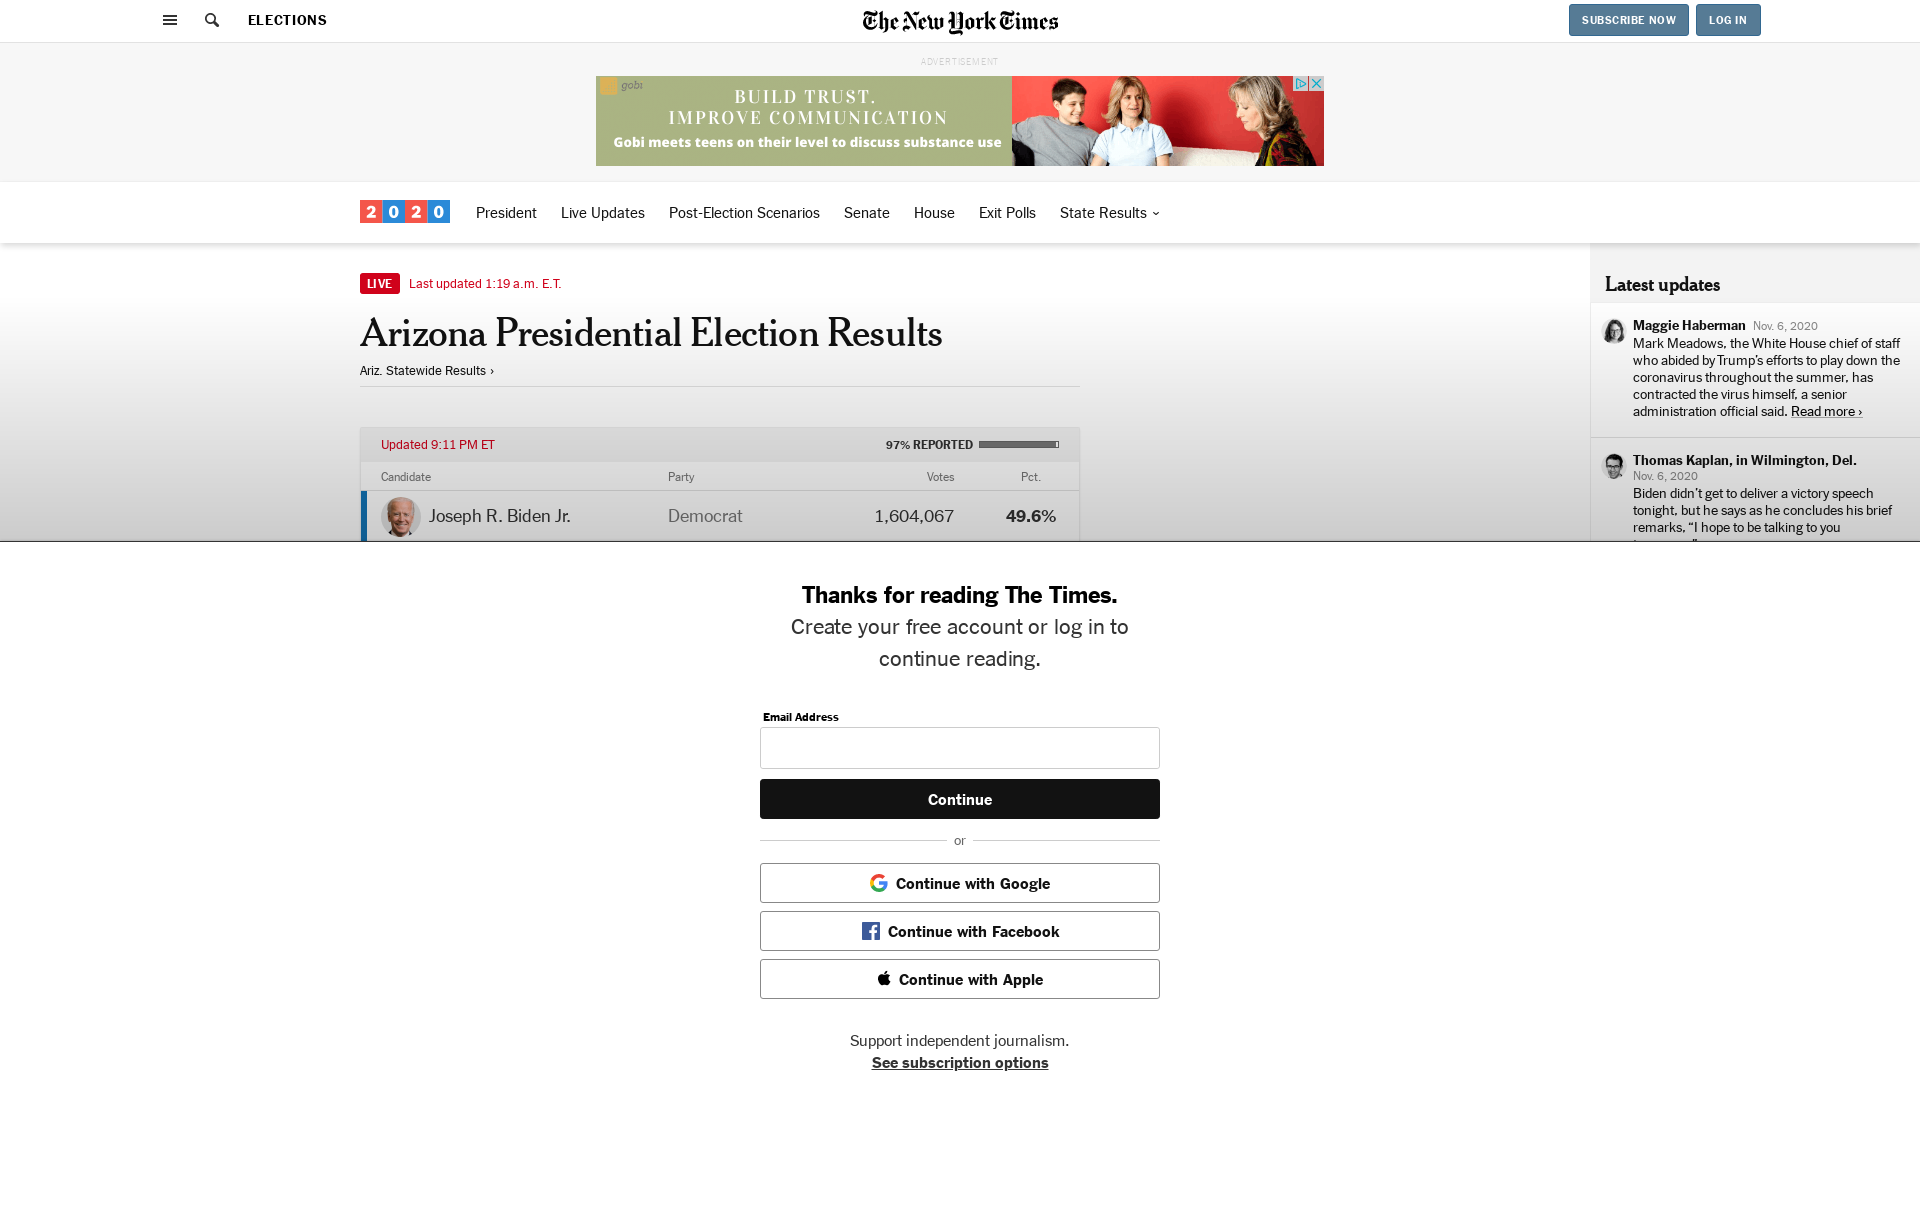 ELECTIONS
The New York Times
SUBSCRIBE NOW
LOG IN
ADVERTISEMENT
gobi
BUILD TRUST.
IMPROVE COMMUNICATION
Gobi meets teens on their level to discuss substance use
2020
President
Live Updates
Post-Election Scenarios
Senate
House
Exit Polls
State Results
LIVE Last updated 1:19 a.m. E.T.
Arizona Presidential Election Results
Ariz. Statewide Results ›
Updated 9:11 PM ET
97% REPORTED
Candidate Party Votes Pct.
Joseph R. Biden Jr. Democrat 1,604,067 49.6%
Latest updates
Maggie Haberman Nov. 6, 2020
Mark Meadows, the White House chief of staff
who abided by Trump’s efforts to play down the
coronavirus throughout the summer, has
contracted the virus himself, a senior
administration official said. Read more ›
Thomas Kaplan, in Wilmington, Del.
Nov. 6, 2020
Biden didn’t get to deliver a victory speech
tonight, but he says as he concludes his brief
remarks, “I hope to be talking to you
Thanks for reading The Times.
Create your free account or log in to
continue reading.
Email Address
Continue
or
Continue with Google
Continue with Facebook
Continue with Apple
Support independent journalism.
See subscription options